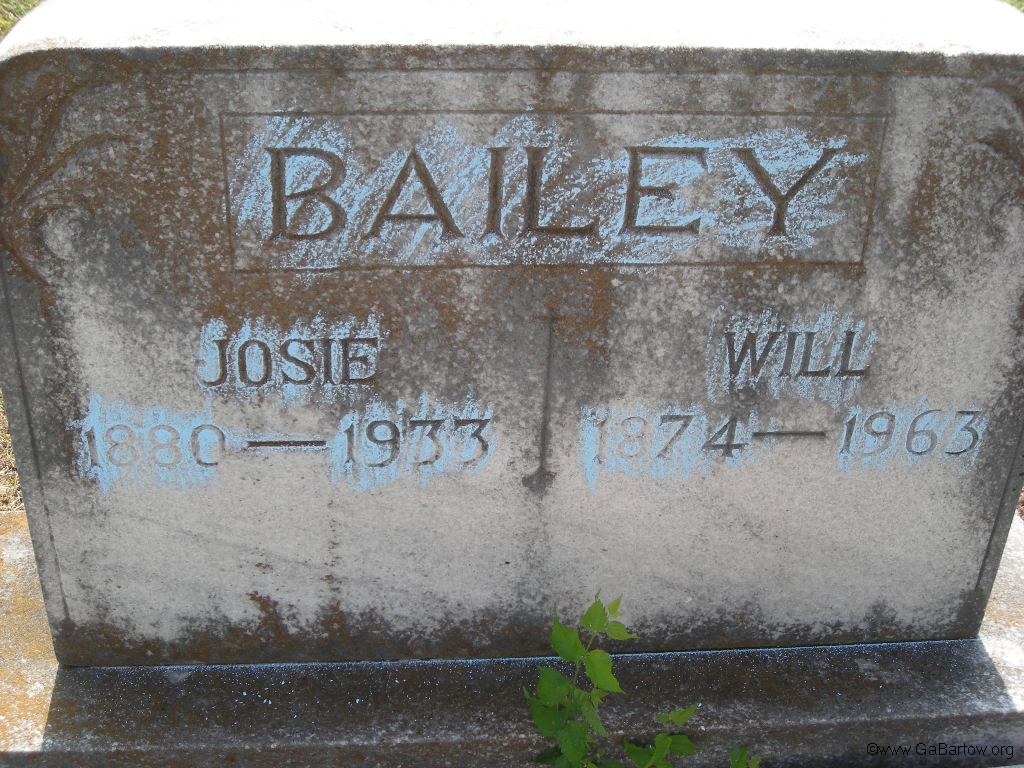 BAILEY
JOSIE WILL
1880 — 1933 1874 — 1963
©www.GaBartow.org